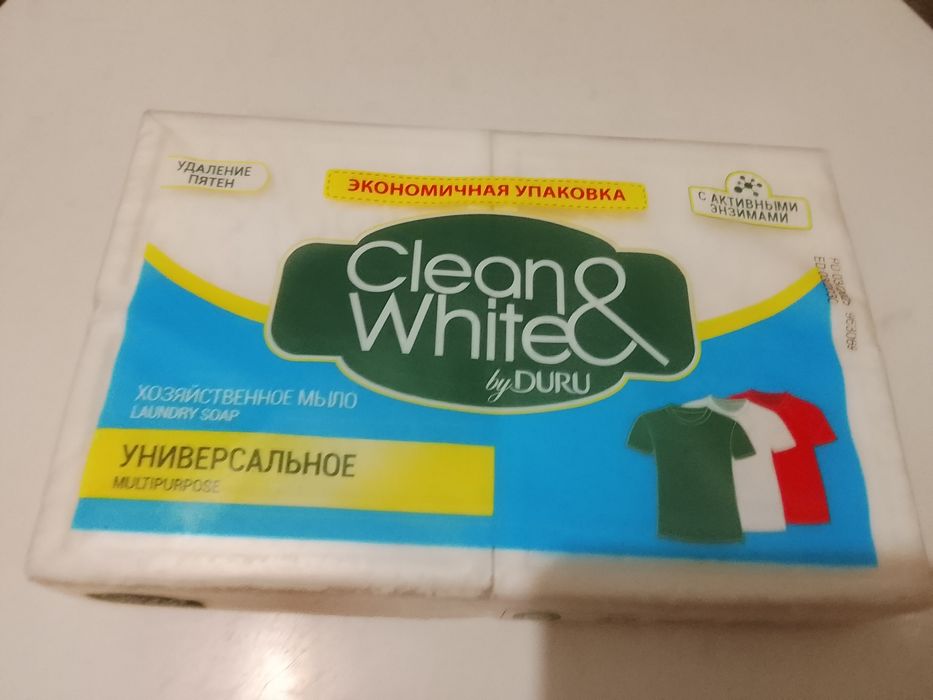 УДАЛЕНИЕ
ПЯТЕН
ЭКОНОМИЧНАЯ УПАКОВКА
С АКТИВНЫМИ
ЭНЗИМАМИ
Clean &
White
by DURU
ХОЗЯЙСТВЕННОЕ МЫЛО
LAUNDRY SOAP
УНИВЕРСАЛЬНОЕ
MULTIPURPOSE